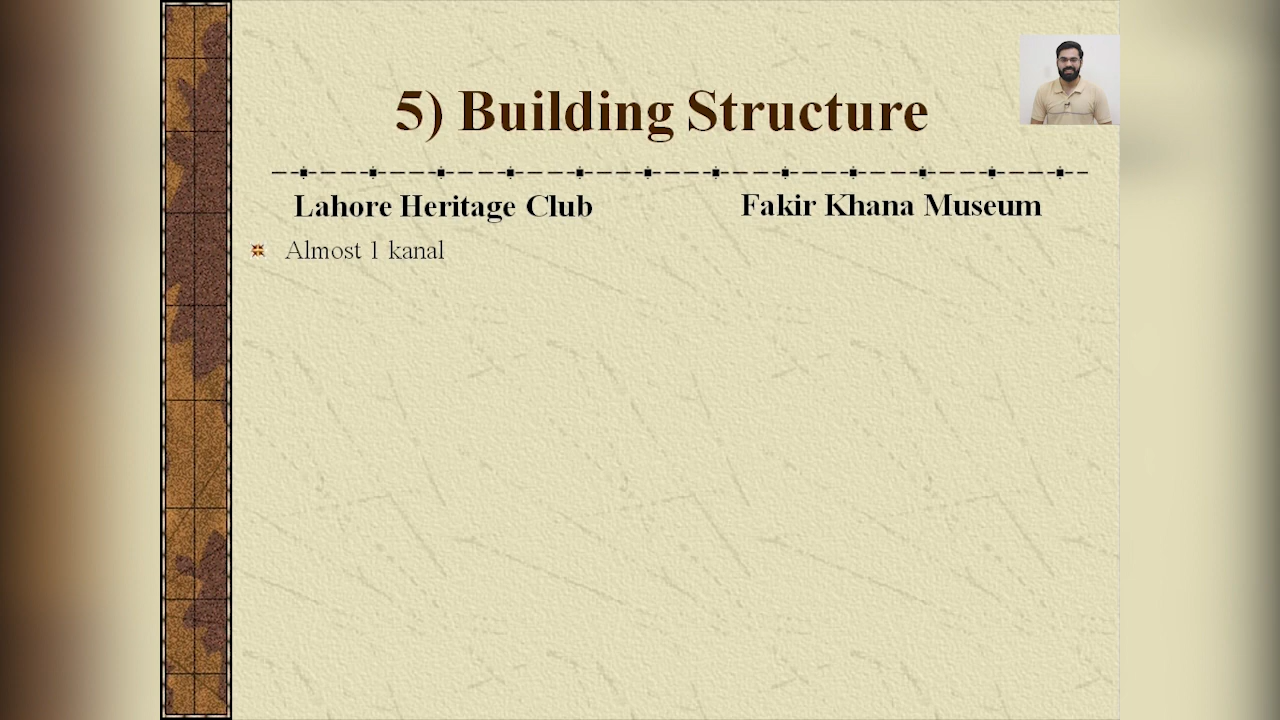 5) Building Structure
Lahore Heritage Club
Fakir Khana Museum
Almost 1 kanal